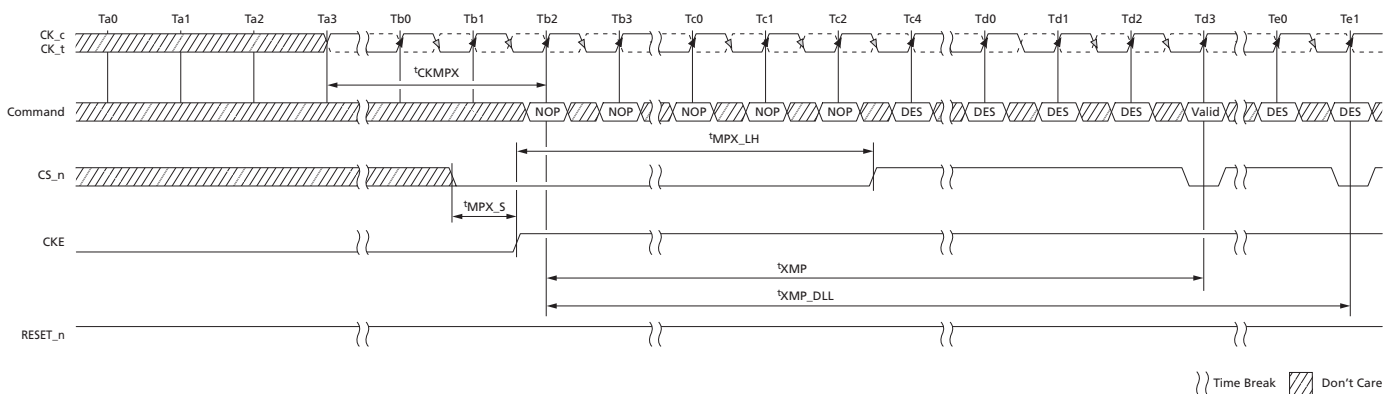 Ta0 Ta1 Ta2 Ta3 Tb0 Tb1 Tb2 Tb3 Tc0 Tc1 Tc2 Tc4 Td0 Td1 Td2 Td3 Te0 Te1
CK_c
CK_t
tCKMPX
Command NOP NOP NOP NOP NOP DES DES DES DES Valid DES DES
tMPX_LH
CS_n
tMPX_S
CKE
tXMP
tXMP_DLL
RESET_n
Time Break Don't Care